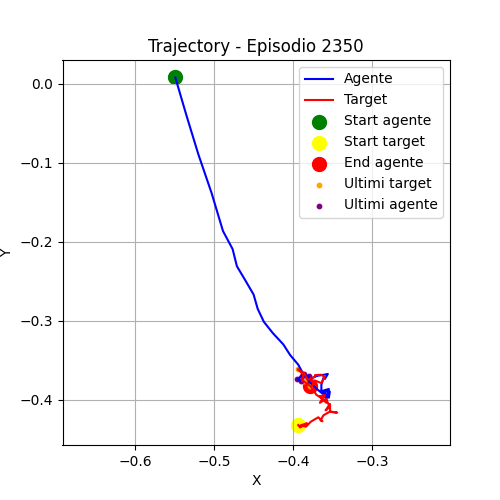 Trajectory - Episodio 2350
Agente
Target
Start agente
Start target
End agente
Ultimi target
Ultimi agente
0.0
−0.1
−0.2
−0.3
−0.4
Y
−0.6
−0.5
−0.4
−0.3
X